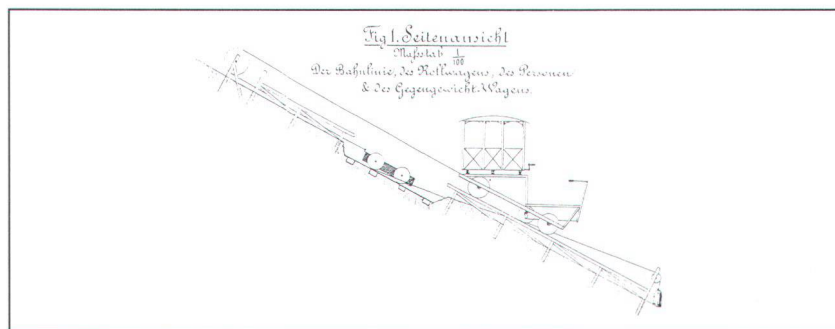 Fig 1. Seitenansicht
Maßstab 1/100
Der Bahnlinie, des Rollwagens, des Personen
& des Gegengewicht-Wagens.